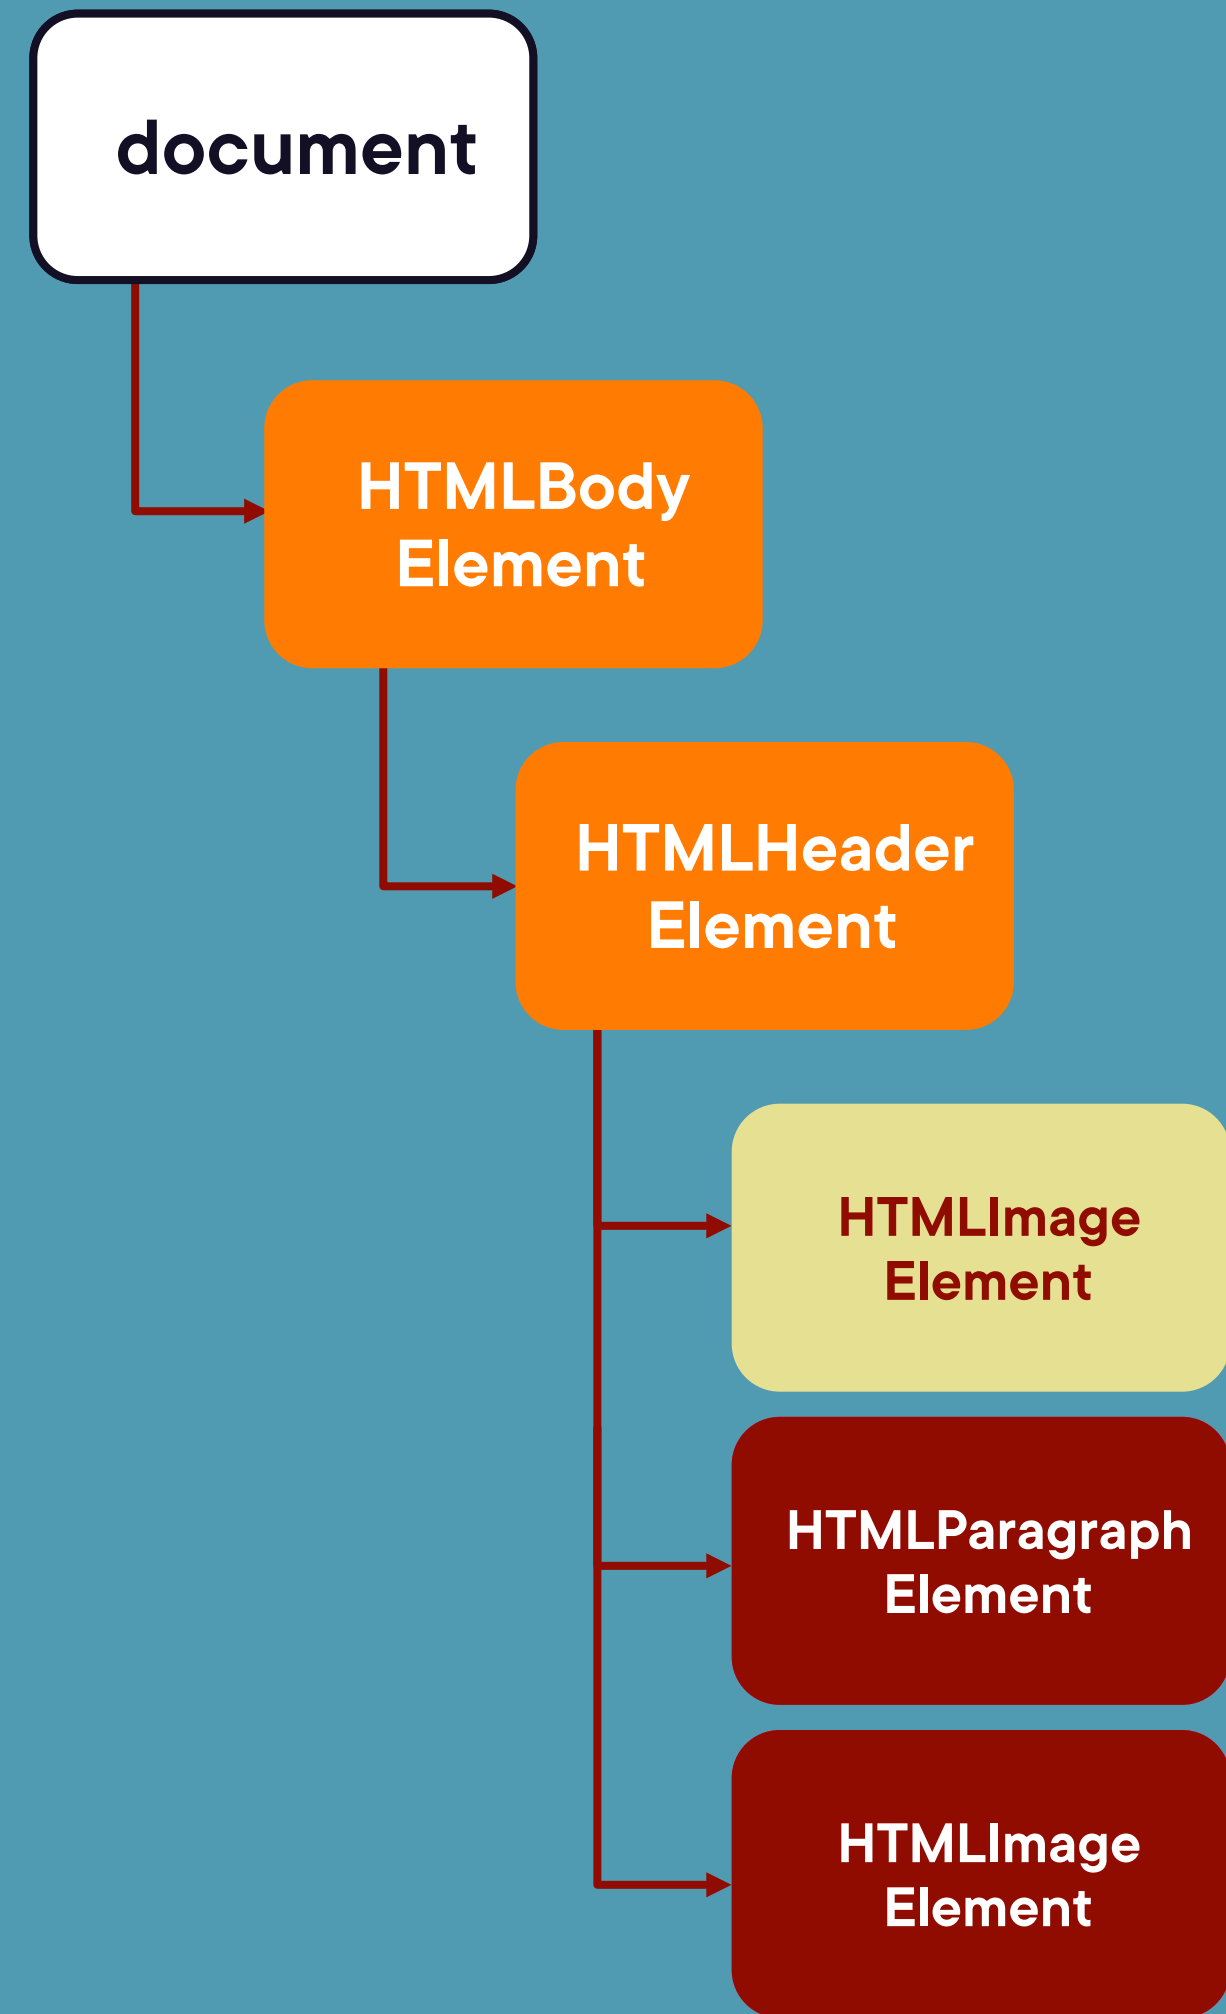 document
HTMLBody
Element
HTMLHeader
Element
HTMLImage
Element
HTMLParagraph
Element
HTMLImage
Element